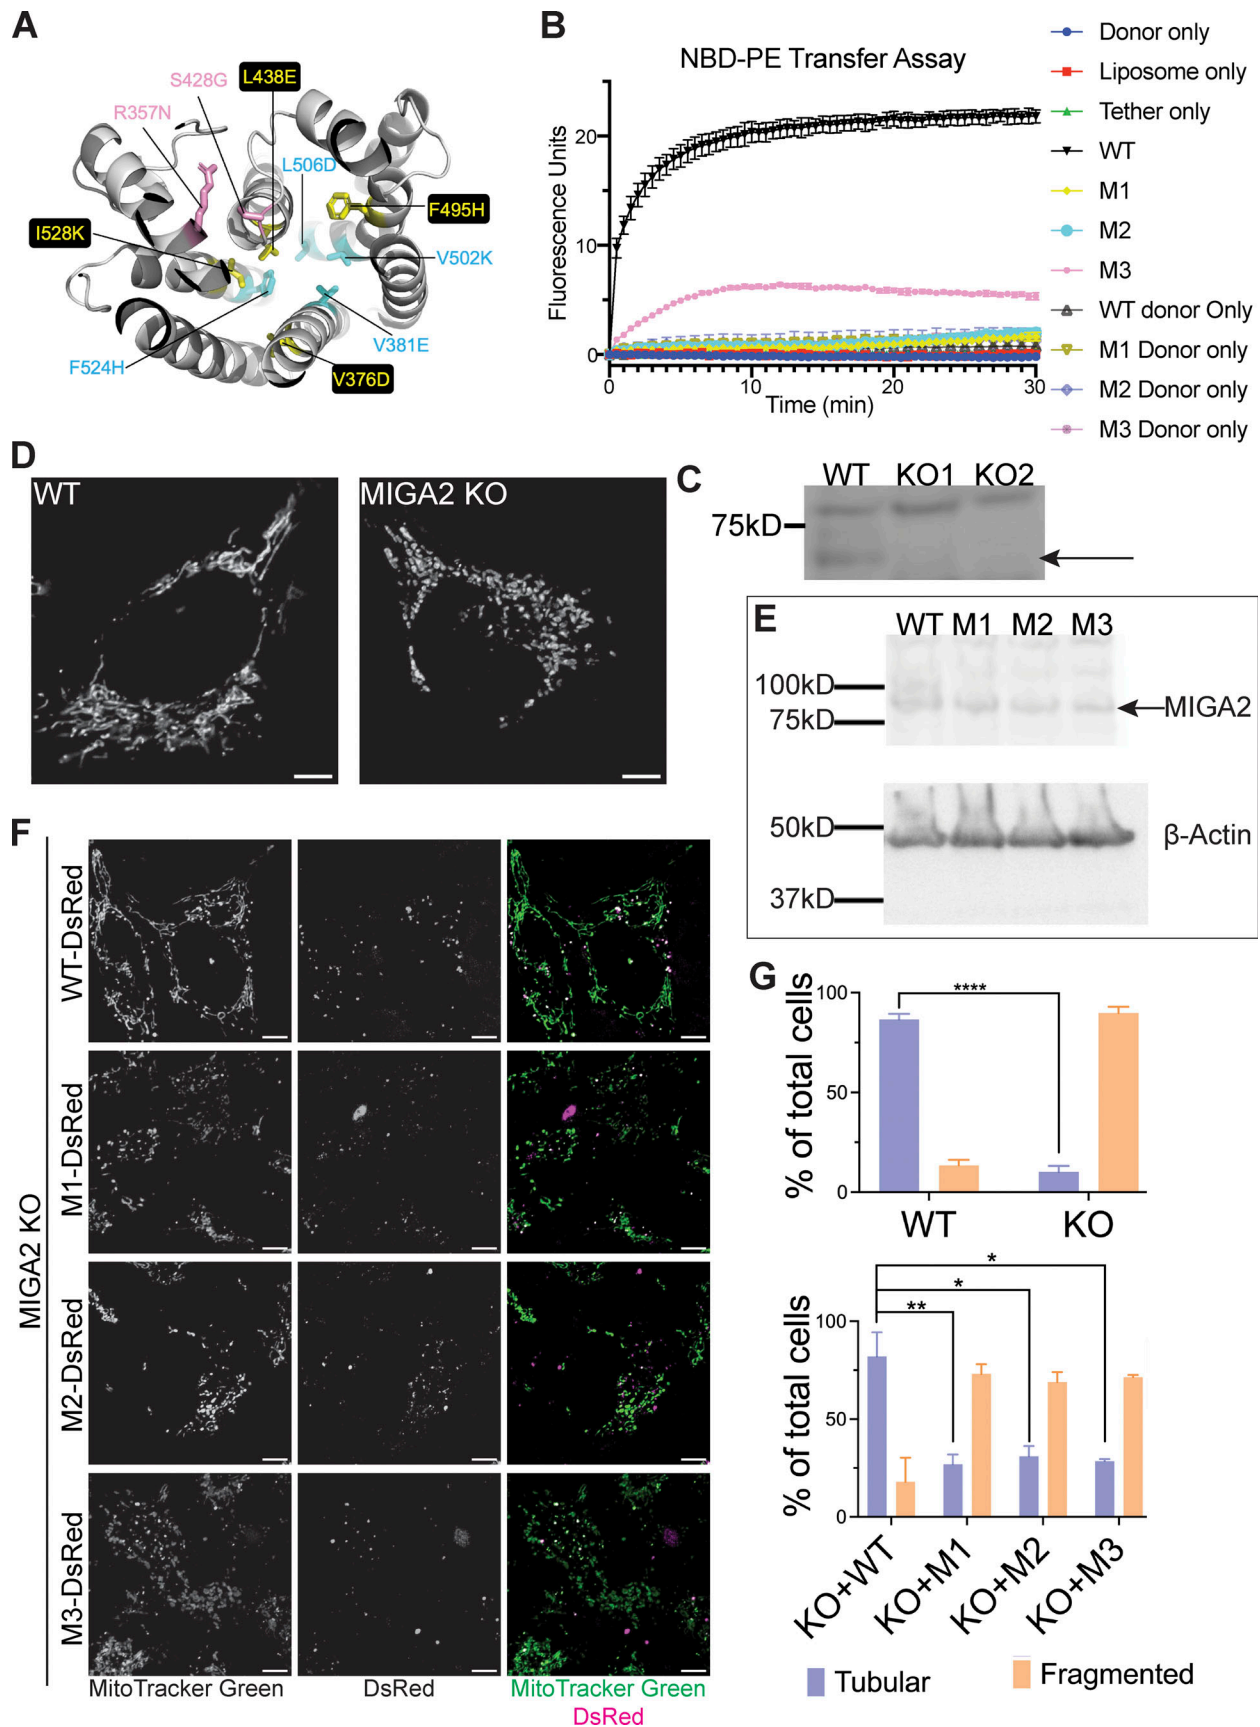 A
S428G
L438E
R357N
L506D
F495H
I528K
V502K
F524H
V381E
V376D
B
NBD-PE Transfer Assay
Fluorescence Units
20
10
0
0 10 20 30
Time (min)
Donor only
Liposome only
Tether only
WT
M1
M2
M3
WT donor Only
M1 Donor only
M2 Donor only
M3 Donor only
D
WT
MIGA2 KO
C
WT KO1 KO2
75kD
E
WT M1 M2 M3
100kD
75kD
MIGA2
50kD
β-Actin
37kD
F
MIGA2 KO
WT-DsRed
M1-DsRed
M2-DsRed
M3-DsRed
MitoTracker Green
DsRed
MitoTracker Green
DsRed
G
% of total cells
100
50
0
****
WT KO
% of total cells
100
50
0
*
*
**
KO+WT
KO+M1
KO+M2
KO+M3
Tubular
Fragmented